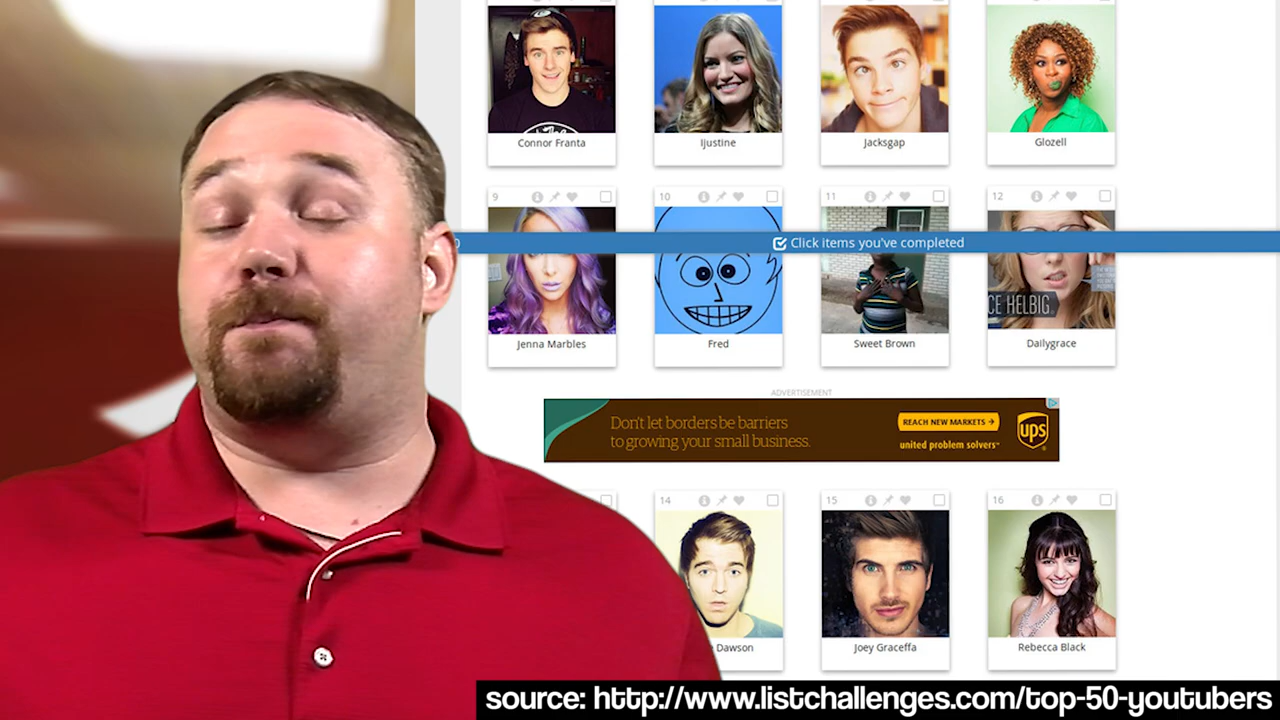 Connor Franta
Ijustine
Jacksgap
Glozell
9
10
11
12
Click items you've completed
CE HELBIG.
Jenna Marbles
Fred
Sweet Brown
Dailygrace
ADVERTISEMENT
Don't let borders be barriers
to growing your small business.
REACH NEW MARKETS →
united problem solvers™
ups
14
15
16
Dawson
Joey Graceffa
Rebecca Black
source: http://www.listchallenges.com/top-50-youtubers